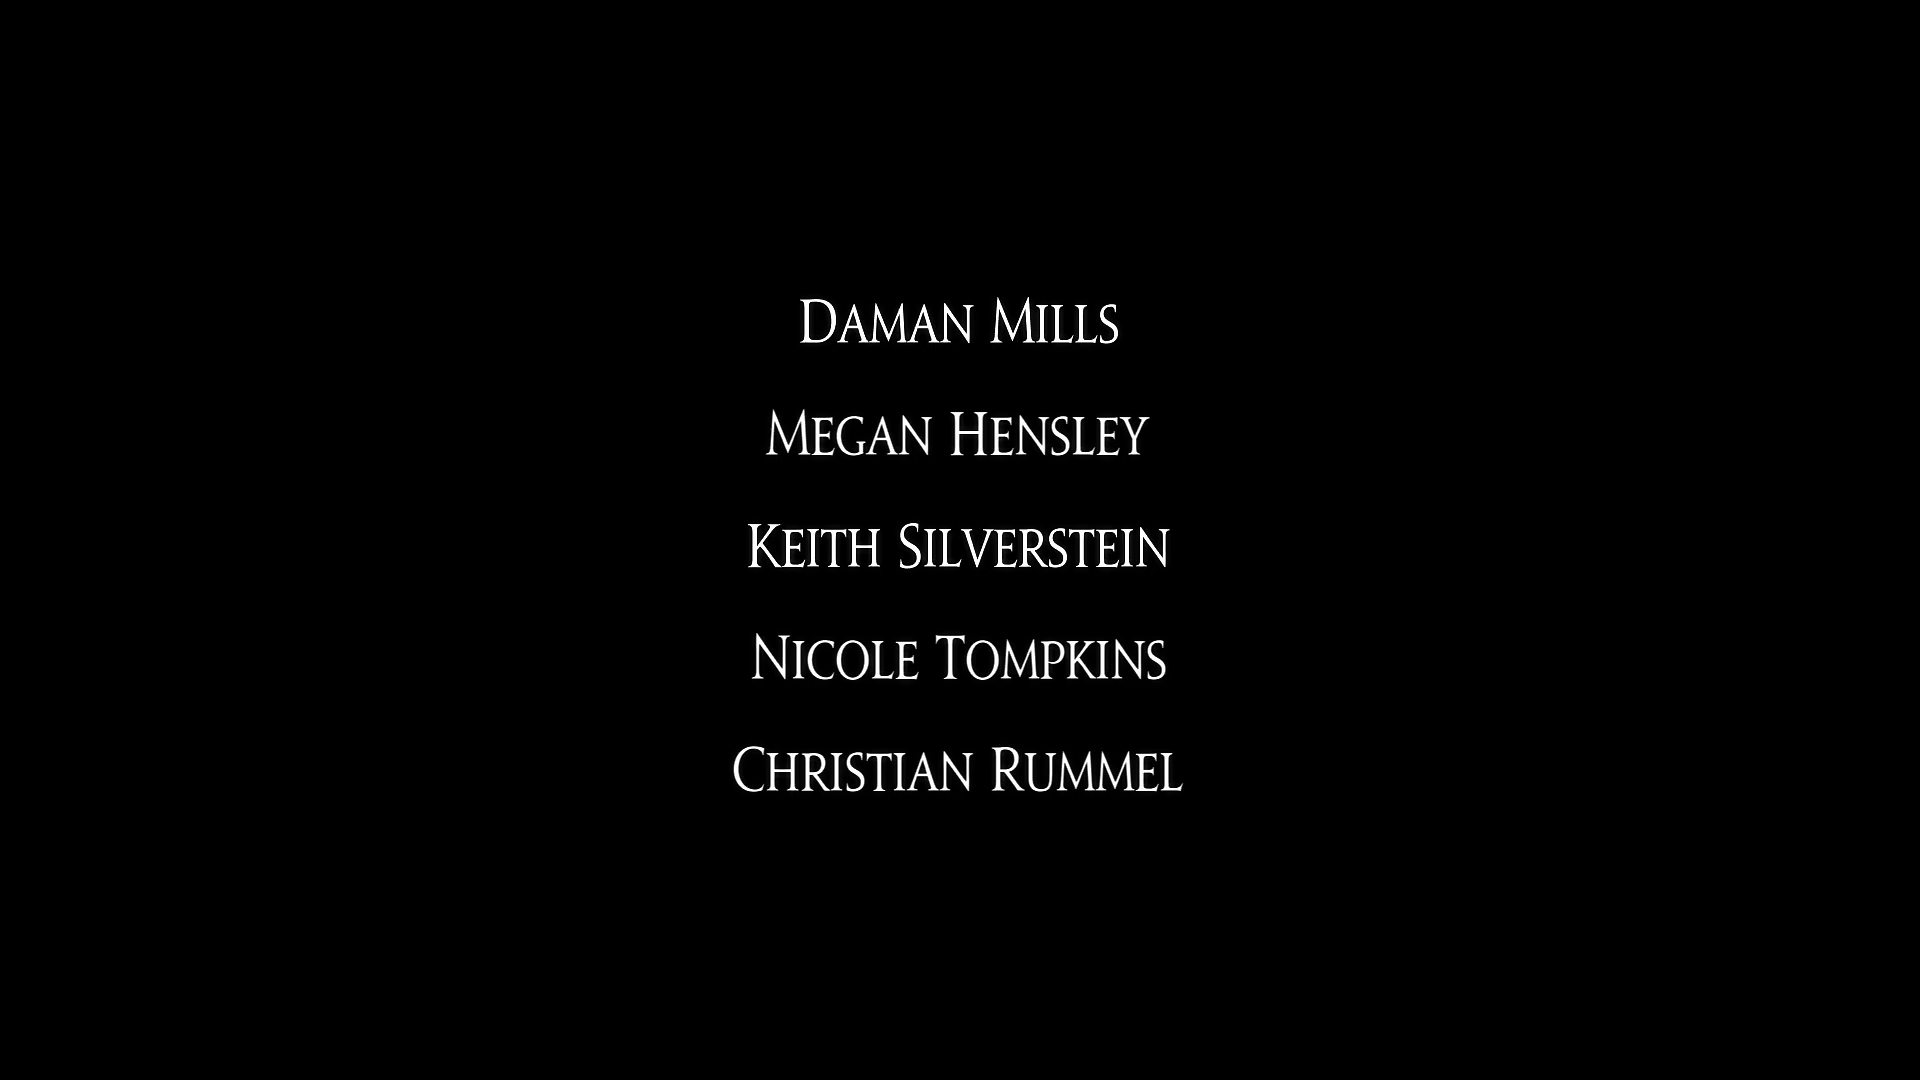 Daman Mills
Megan Hensley
Keith Silverstein
Nicole Tompkins
Christian Rummel